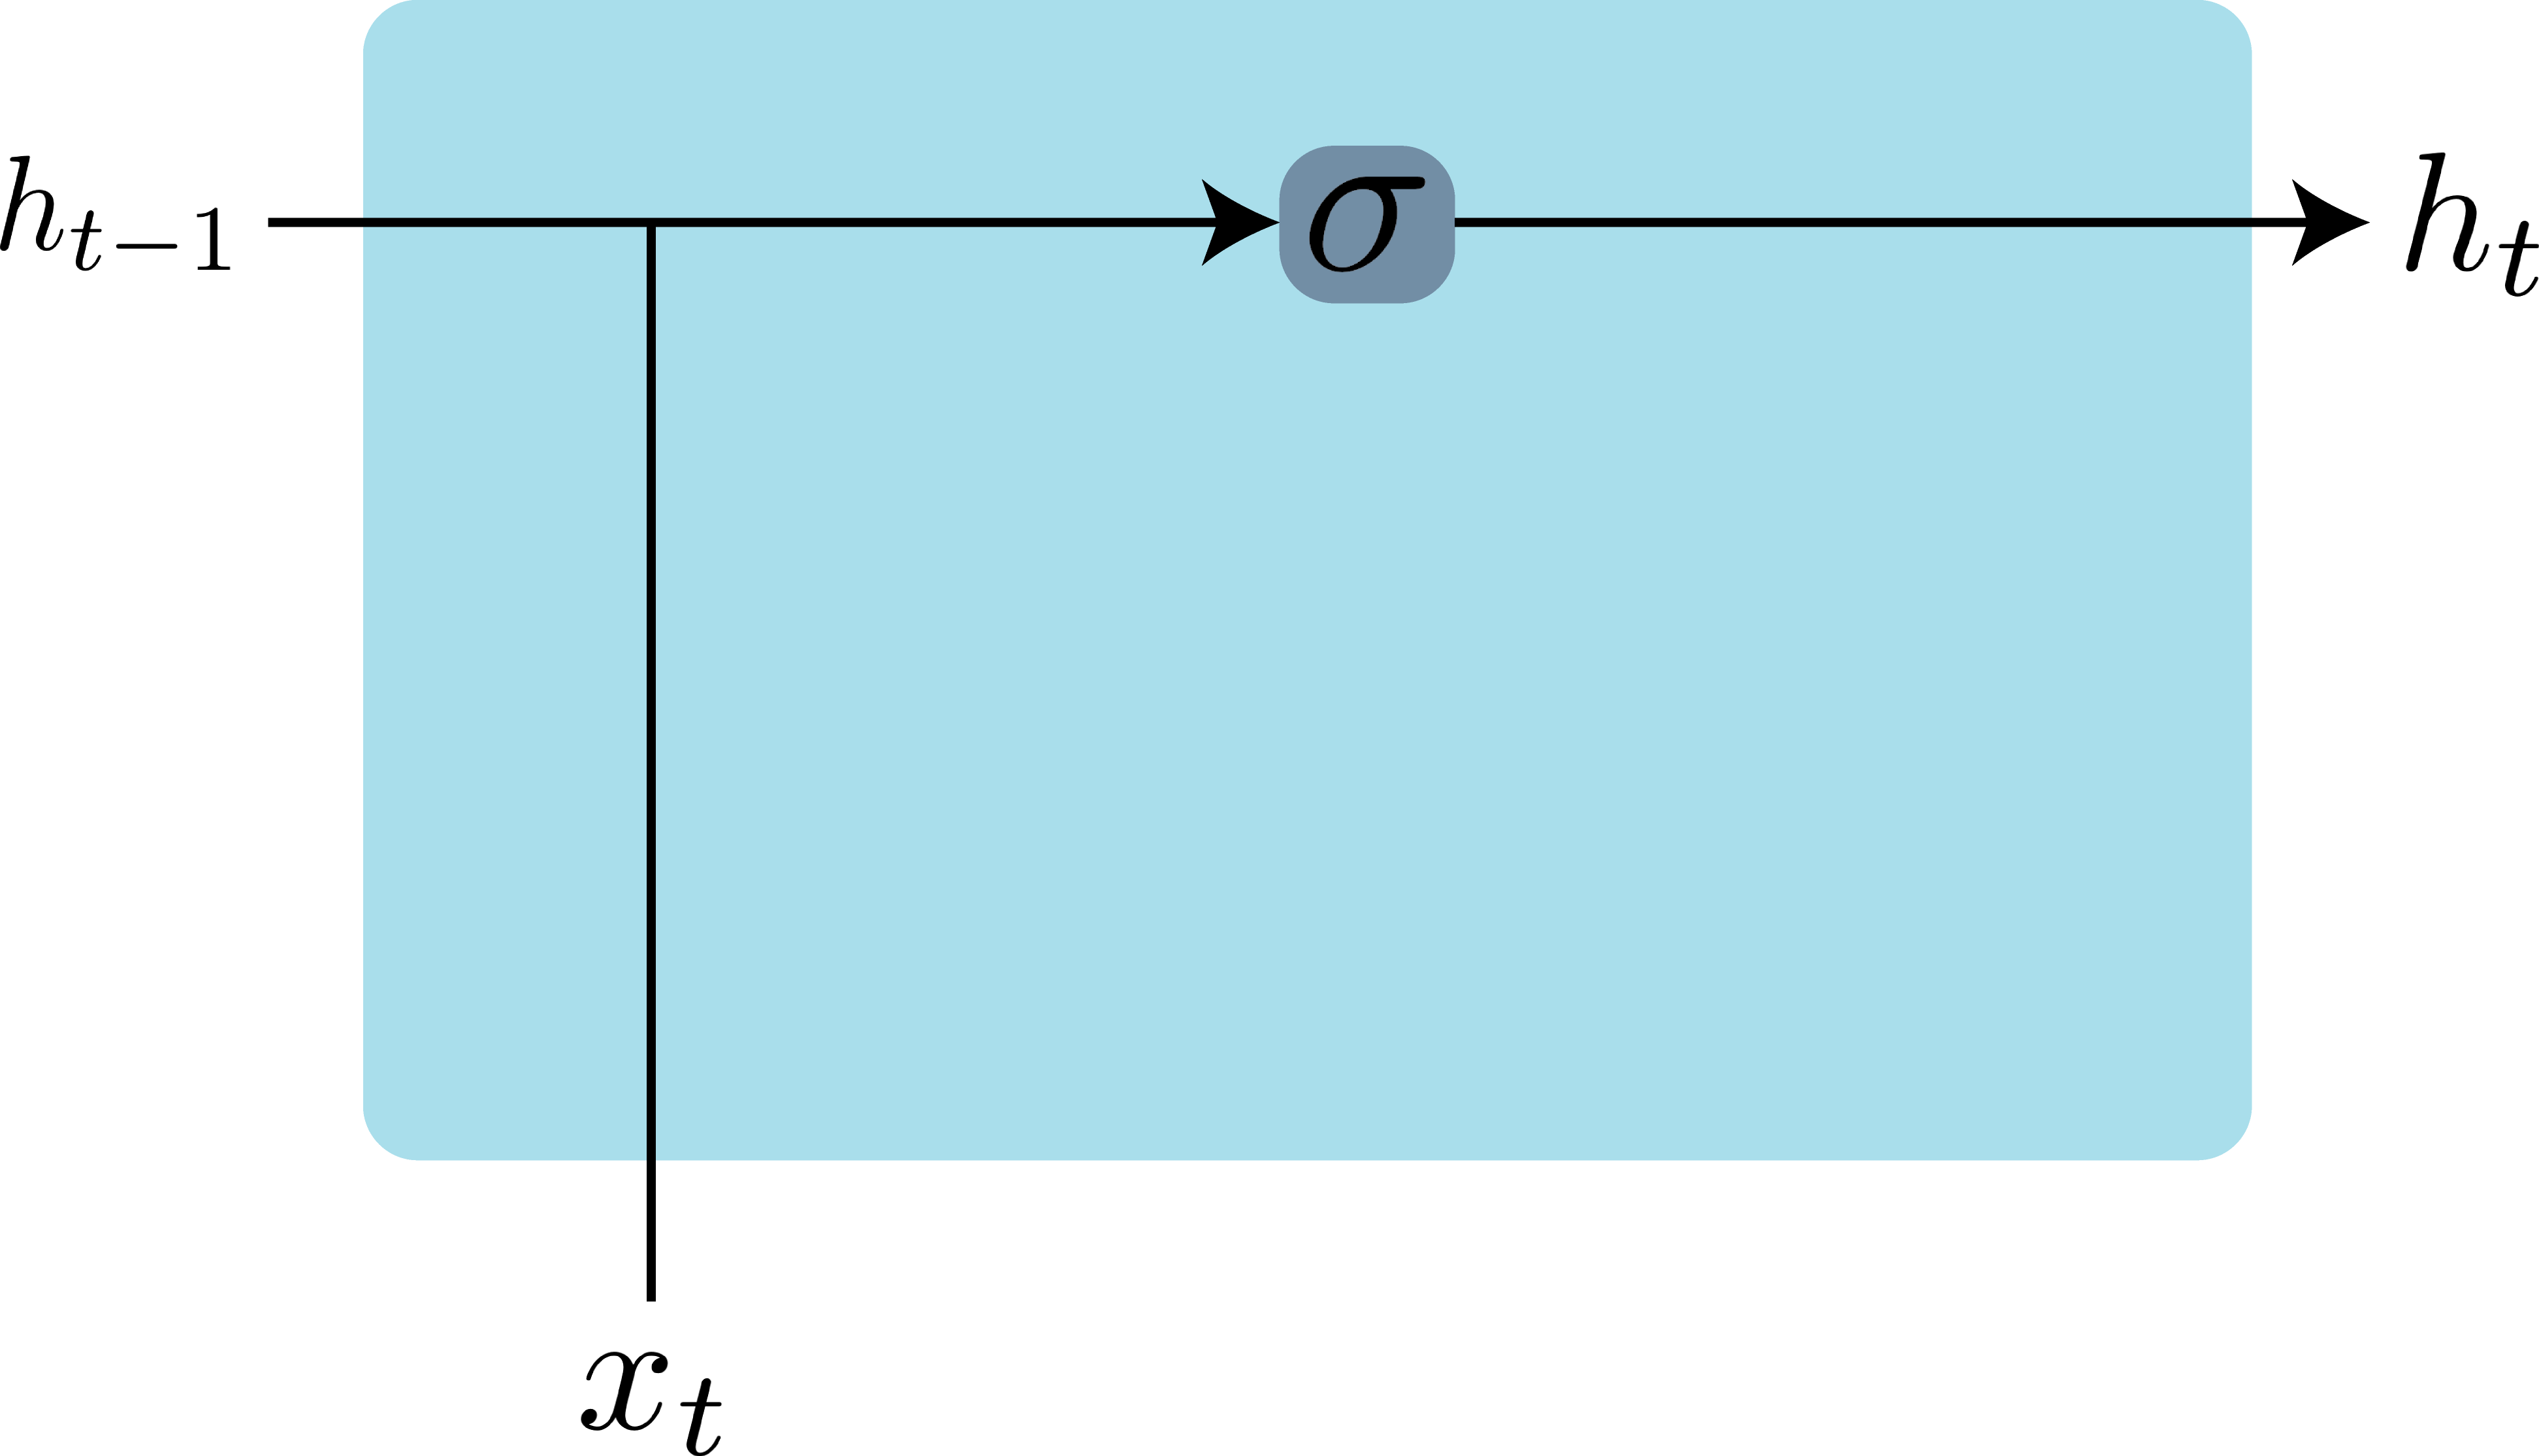 h_{t-1}
σ
h_t
x_t